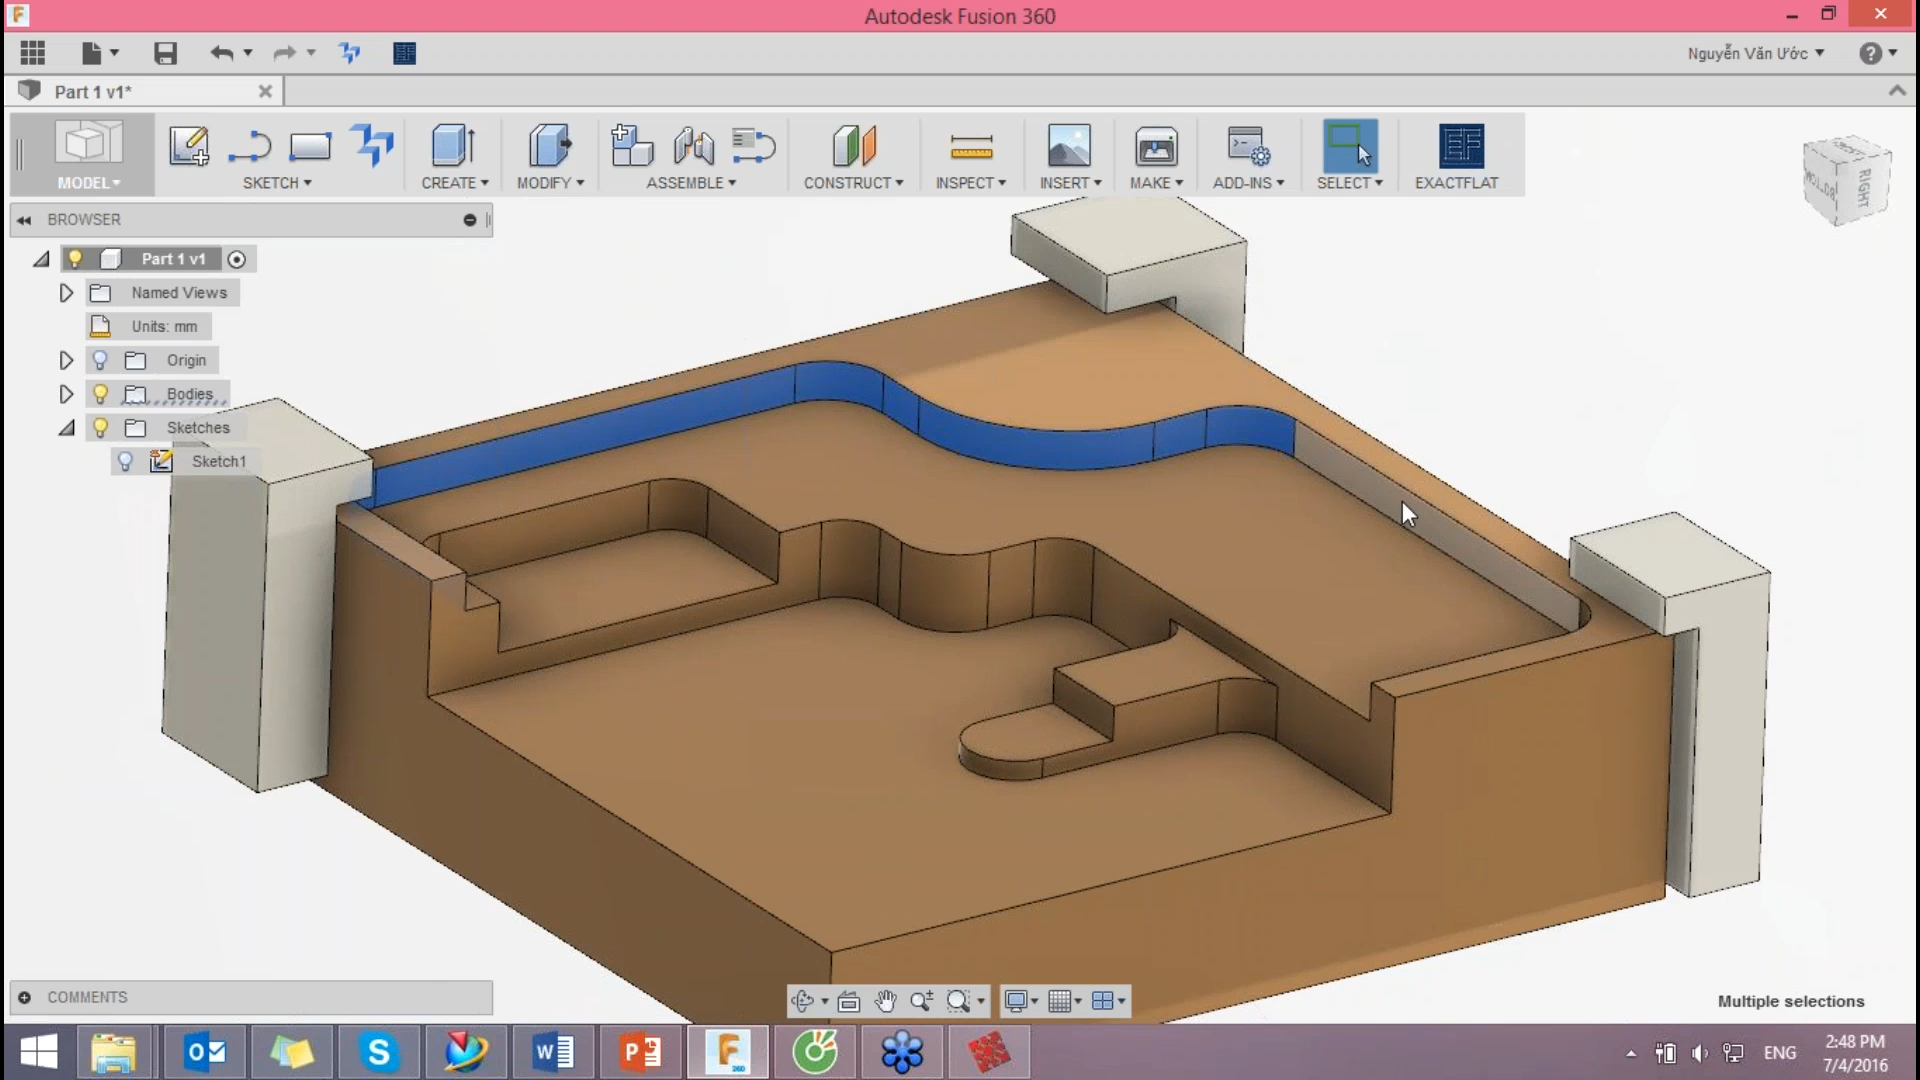 Autodesk Fusion 360
Nguyễn Văn Ước
Part 1 v1*
MODEL
SKETCH
CREATE
MODIFY
ASSEMBLE
CONSTRUCT
INSPECT
INSERT
MAKE
ADD-INS
SELECT
EXACTFLAT
BOTTOM
RIGHT
BROWSER
Part 1 v1
Named Views
Units: mm
Origin
Bodies
Sketches
Sketch1
COMMENTS
Multiple selections
ENG
2:48 PM
7/4/2016